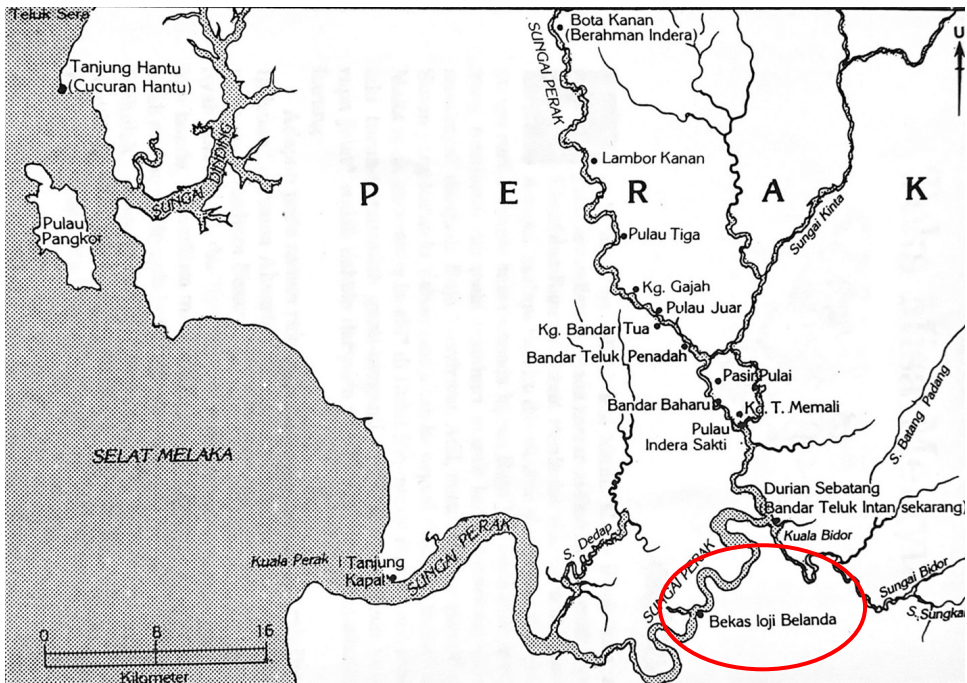 Teluk Sera
Tanjung Hantu
(Cucuran Hantu)
SUNGAI DINDING
Pulau
Pangkor
SELAT MELAKA
P E R A K
Bota Kanan
(Berahman Indera)
SUNGAI PERAK
Lambor Kanan
Pulau Tiga
Kg. Gajah
Pulau Juar
Kg. Bandar Tua
Bandar Teluk Penadah
Pasir Pulai
Bandar Baharu
Kd. T. Memali
Pulau
Indera Sakti
Sungai Kinta
U
T
S. Batang Padang
Durian Sebatang
(Bandar Teluk Intan sekarang)
Kuala Bidor
Sungai Bidor
S. Sungkai
SUNGAI PERAK
Bekas loji Belanda
S. Dedap
Kuala Perak
Tanjung
Kapal
SUNGAI PERAK
0 8 16
Kilometer